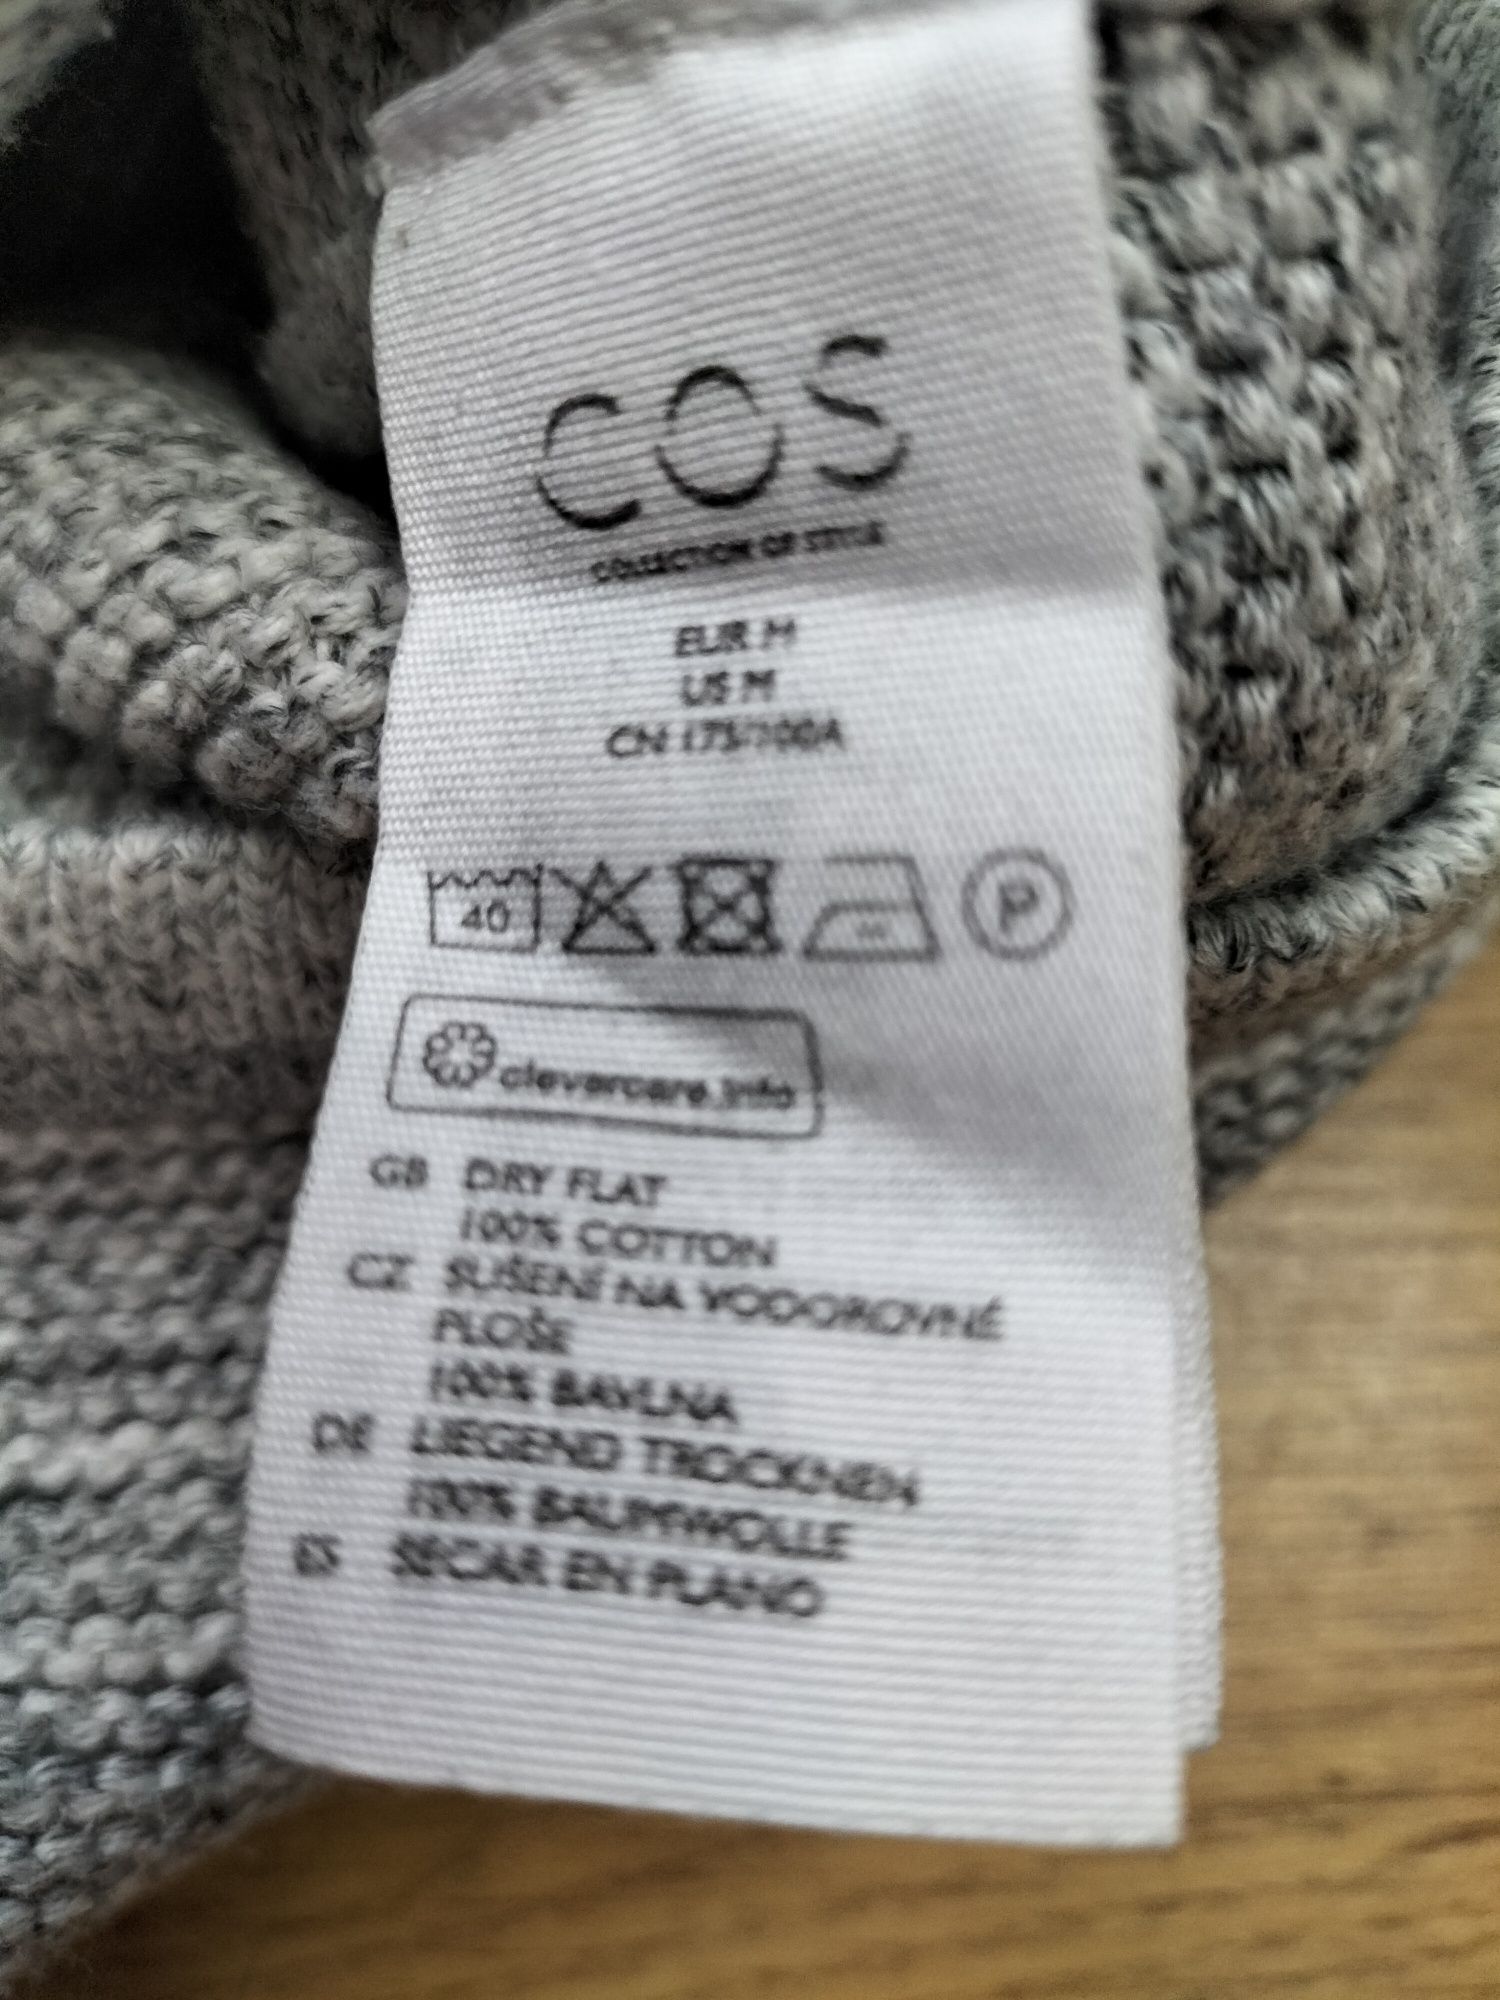 COS
COLLECTION OF STYLE
EUR M
US M
CN 175/100A
40
P
clevercare.info
GB DRY FLAT
100% COTTON
CZ SUŠENÍ NA VODOROVNÉ
PLOŠE
100% BAVLNA
DE LIEGEND TROCKNEN
100% BAUMWOLLE
ES SECAR EN PLANO